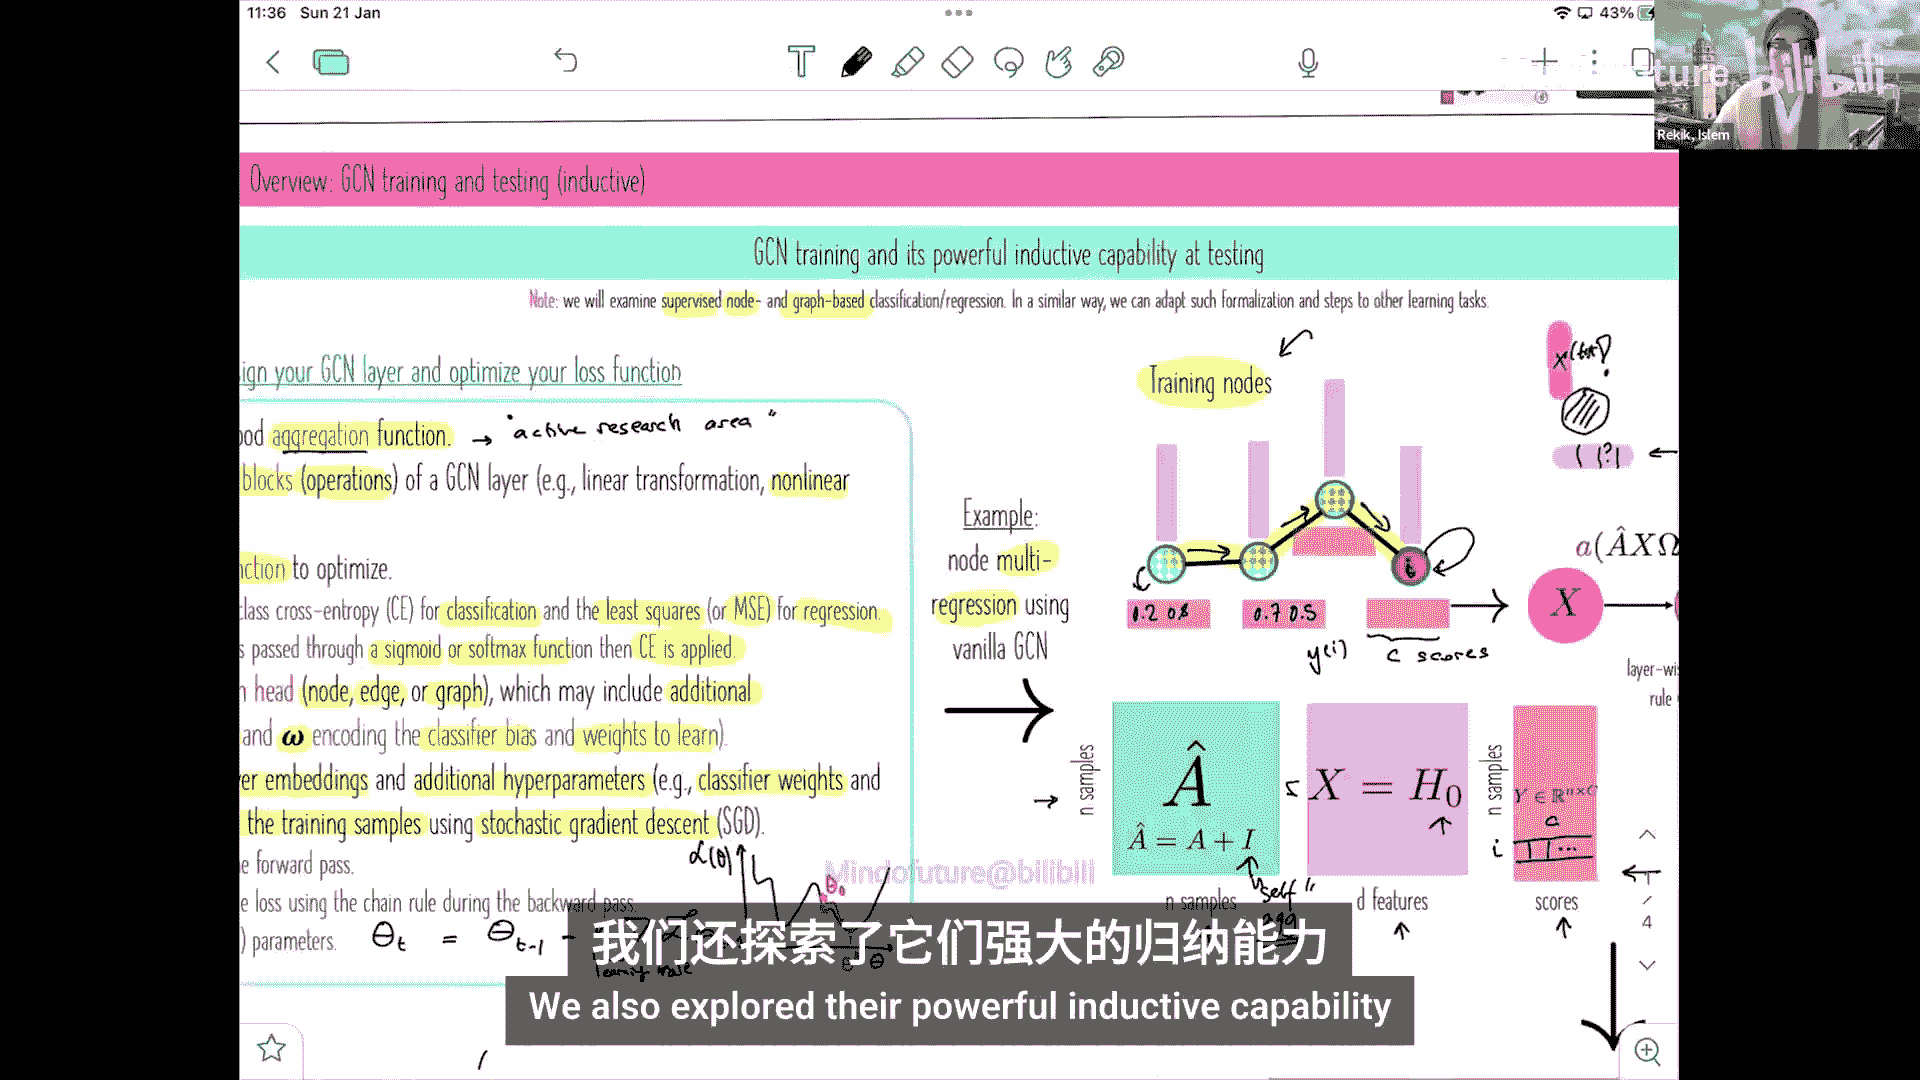 11:36 Sun 21 Jan
43%
bilibili
Rekik, Islem
Overview: GCN training and testing (inductive)
GCN training and its powerful inductive capability at testing
Note: we will examine supervised node- and graph-based classification/regression. In a similar way, we can adapt such formalization and steps to other learning tasks.
ign your GCN layer and optimize your loss function
ood aggregation function. → "active research area"
blocks (operations) of a GCN layer (e.g., linear transformation, nonlinear
nction to optimize.
class cross-entropy (CE) for classification and the least squares (or MSE) for regression.
s passed through a sigmoid or softmax function then CE is applied.
n head (node, edge, or graph), which may include additional
and ω encoding the classifier bias and weights to learn).
er embeddings and additional hyperparameters (e.g., classifier weights and
the training samples using stochastic gradient descent (SGD).
e forward pass.
e loss using the chain rule during the backward pass.
) parameters. θt = θt-1 -
Example:
node multi-
regression using
vanilla GCN
Training nodes
i
0.2 0.8
0.7 0.5
y(i)
c scores
X
layer-wi
rule
n samples
Â
Â = A + I
"self
n samples
X = H₀
d features
n samples
c
i
scores
4
Mindofuture@bilibili
我们还探索了它们强大的归纳能力
We also explored their powerful inductive capability